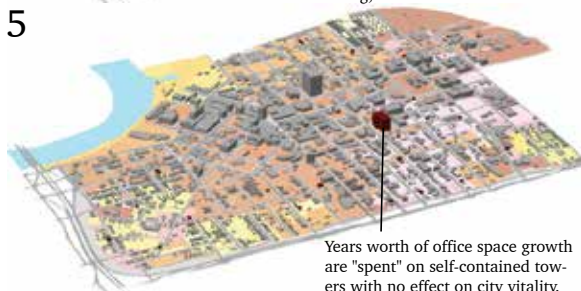 5
Years worth of office space growth
are "spent" on self-contained tow-
ers with no effect on city vitality.